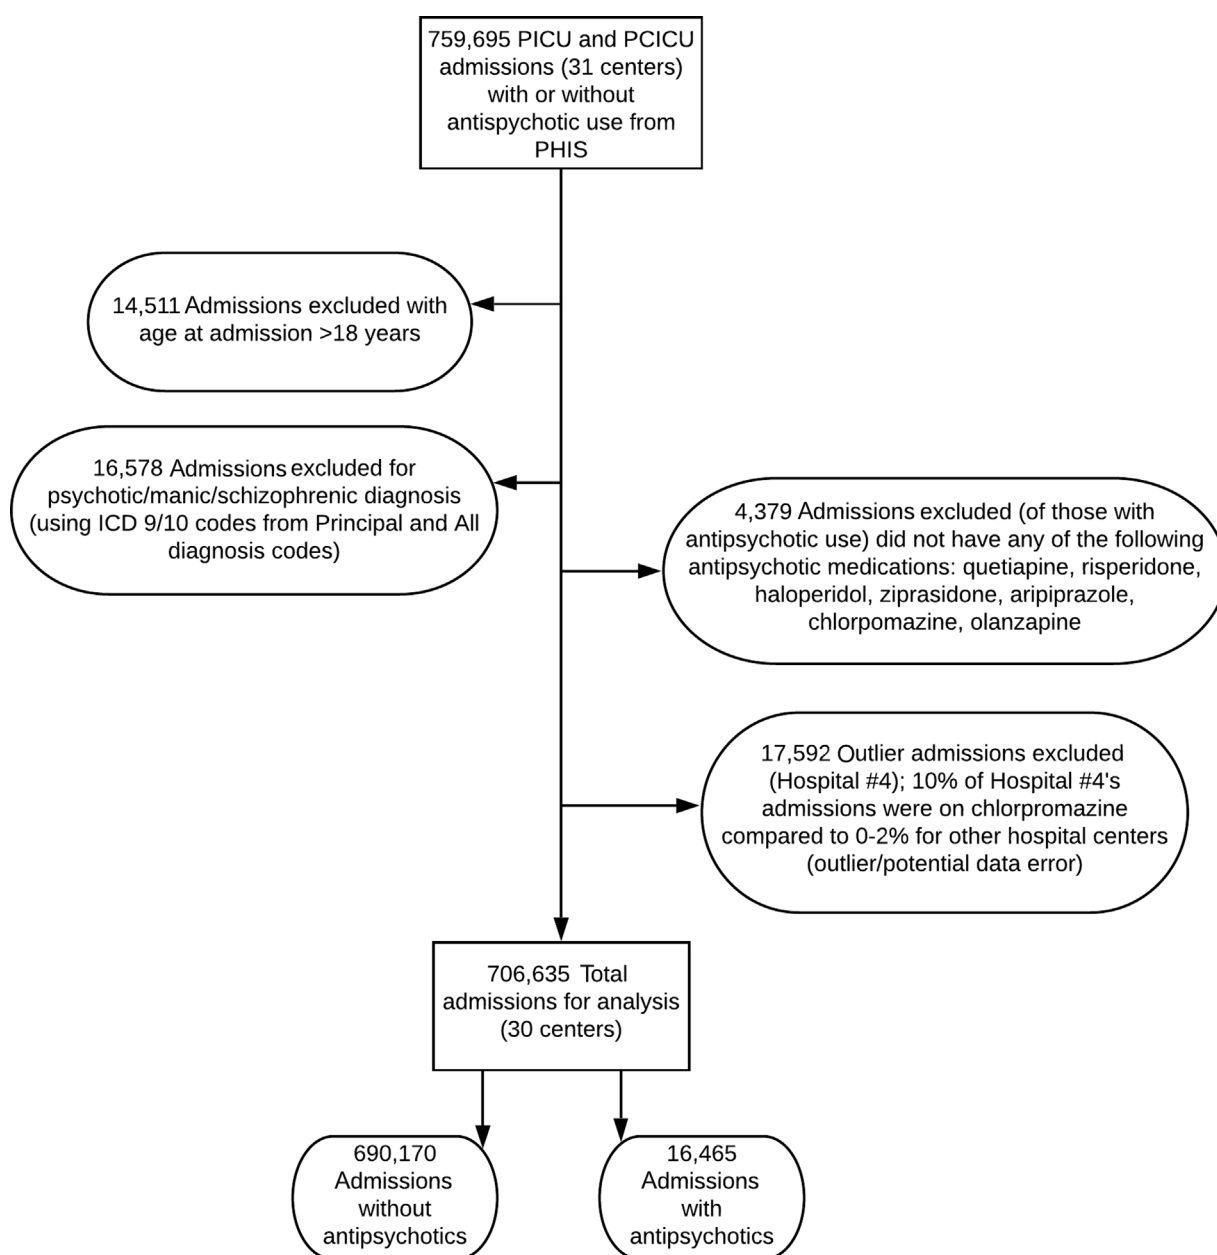 759,695 PICU and PCICU
admissions (31 centers)
with or without
antispychotic use from
PHIS
14,511 Admissions excluded with
age at admission >18 years
16,578 Admissions excluded for
psychotic/manic/schizophrenic diagnosis
(using ICD 9/10 codes from Principal and All
diagnosis codes)
4,379 Admissions excluded (of those with
antipsychotic use) did not have any of the following
antipsychotic medications: quetiapine, risperidone,
haloperidol, ziprasidone, aripiprazole,
chlorpomazine, olanzapine
17,592 Outlier admissions excluded
(Hospital #4); 10% of Hospital #4's
admissions were on chlorpromazine
compared to 0-2% for other hospital centers
(outlier/potential data error)
706,635 Total
admissions for analysis
(30 centers)
690,170
Admissions
without
antipsychotics
16,465
Admissions
with
antipsychotics